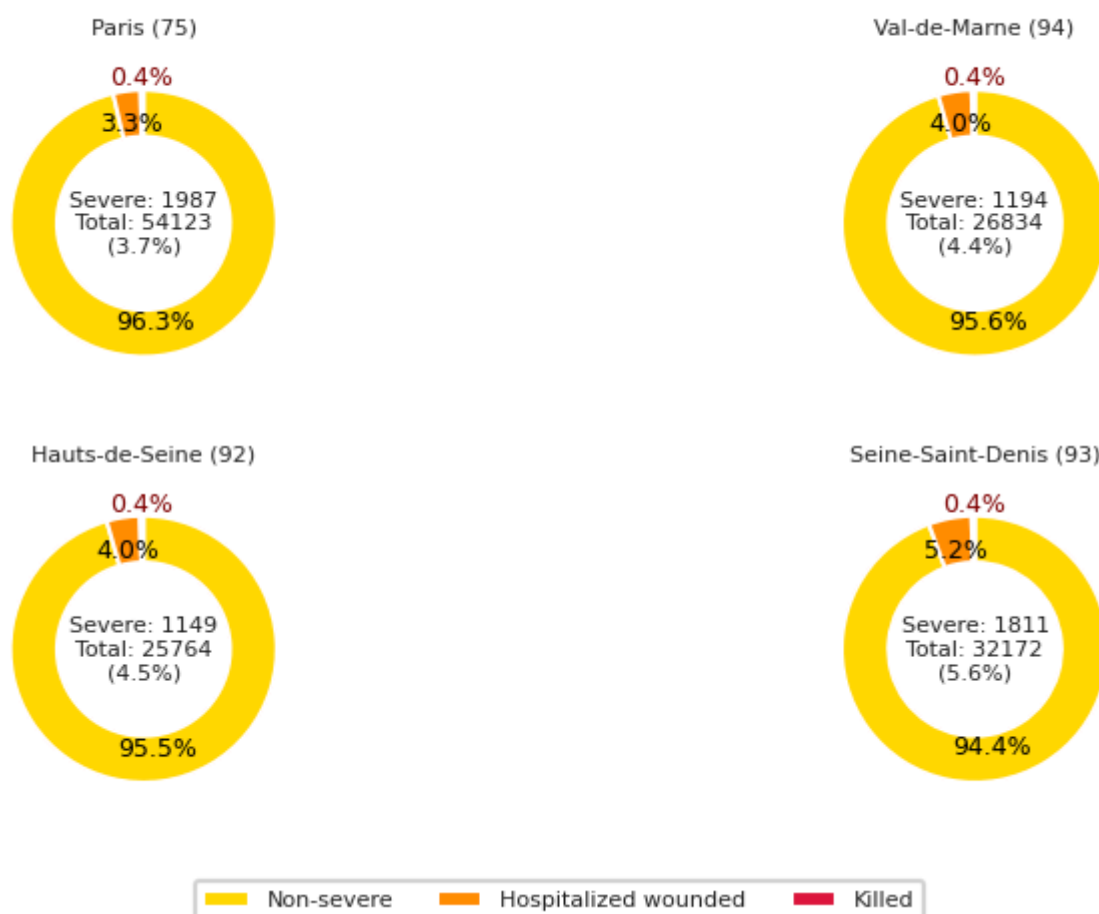 Paris (75)
0.4%
3.3%
Severe: 1987
Total: 54123
(3.7%)
96.3%
Val-de-Marne (94)
0.4%
4.0%
Severe: 1194
Total: 26834
(4.4%)
95.6%
Hauts-de-Seine (92)
0.4%
4.0%
Severe: 1149
Total: 25764
(4.5%)
95.5%
Seine-Saint-Denis (93)
0.4%
5.2%
Severe: 1811
Total: 32172
(5.6%)
94.4%
Non-severe Hospitalized wounded Killed